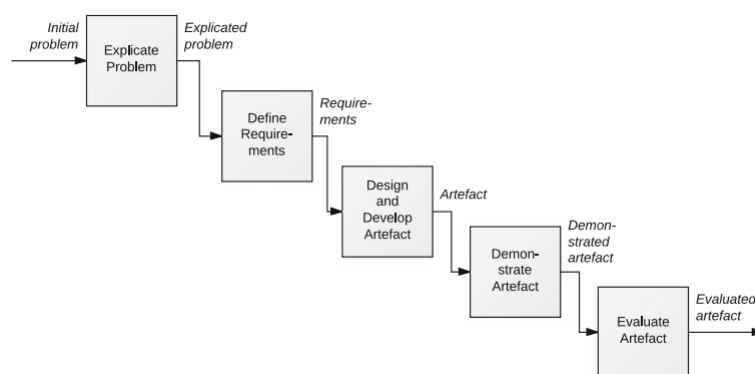 Initial
problem
Explicate
Problem
Explicated
problem
Define
Require-
ments
Require-
ments
Design
and
Develop
Artefact
Artefact
Demon-
strate
Artefact
Demon-
strated
artefact
Evaluate
Artefact
Evaluated
artefact